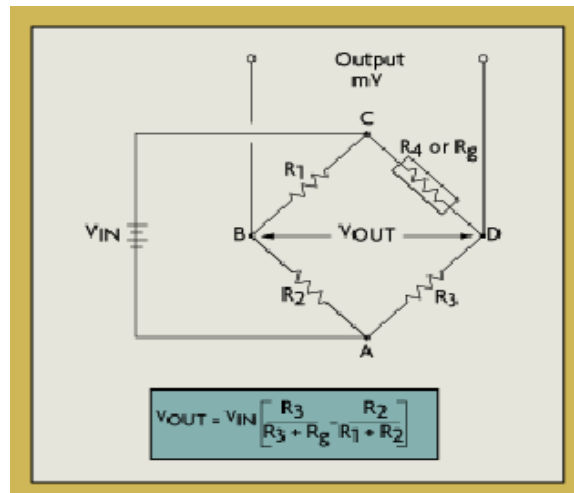 Output
mV
C
R4 or Rg
R1
VIN
B
VOUT
D
R2
R3
A
VOUT = VIN [ R3 / R3 + Rg - R2 / R1 + R2 ]